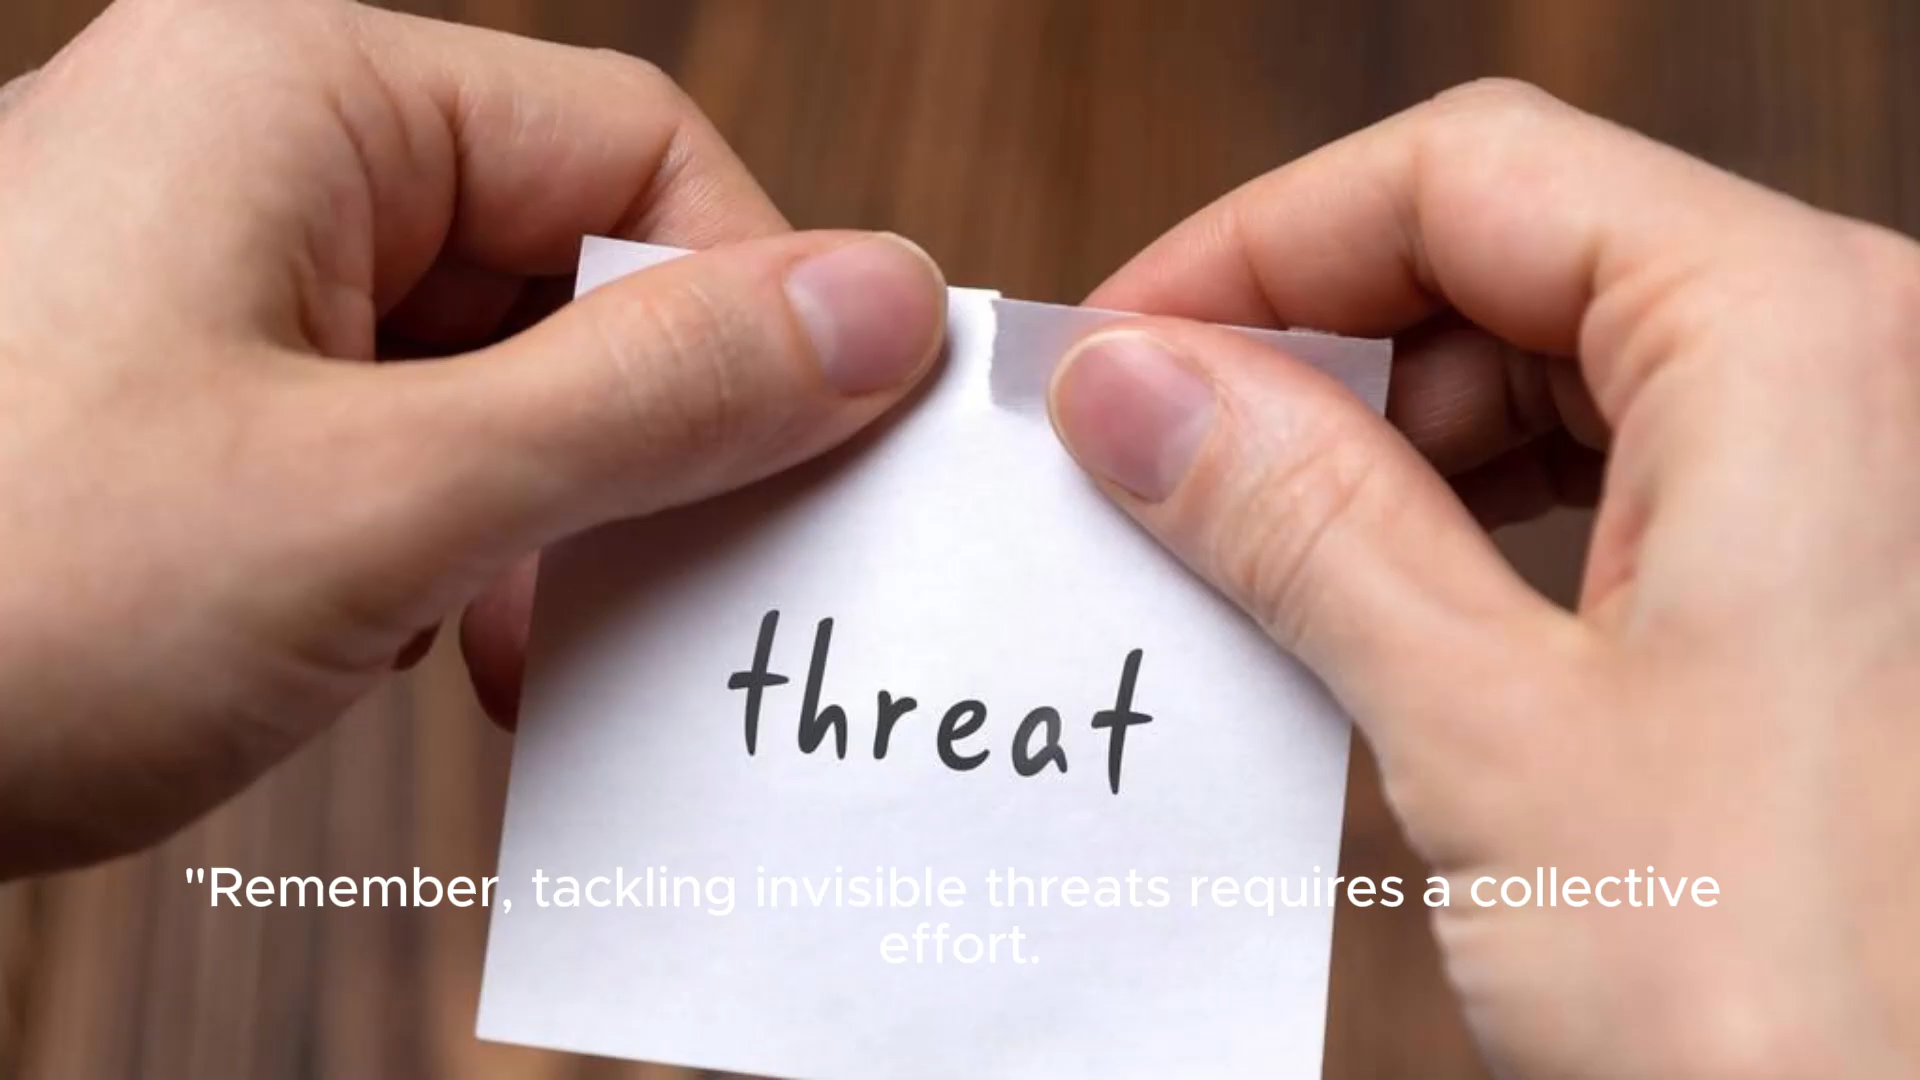 threat
"Remember, tackling invisible threats requires a collective
effort.